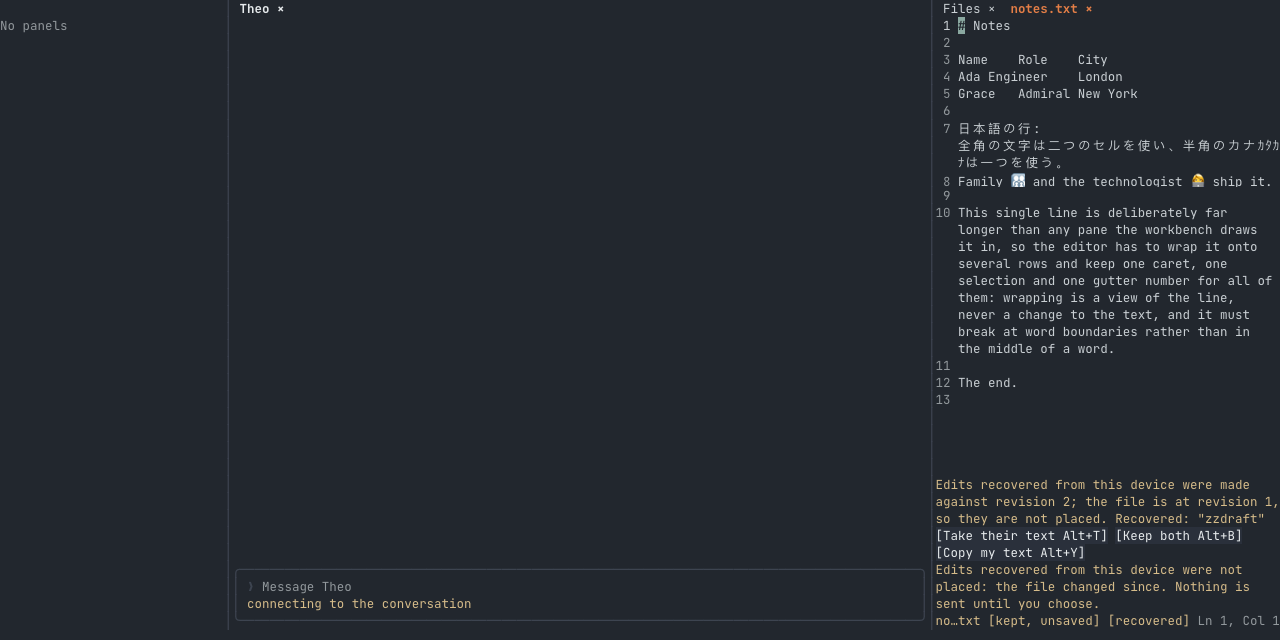 Theo ×
Files × notes.txt ×
No panels
1 # Notes
2
3 Name Role City
4 Ada Engineer London
5 Grace Admiral New York
6
7 日本語の行:
全角の文字は二つのセルを使い、半角のカナｶﾀｶ
ﾅは一つを使う。
8 Family and the technologist ship it.
9
10 This single line is deliberately far
longer than any pane the workbench draws
it in, so the editor has to wrap it onto
several rows and keep one caret, one
selection and one gutter number for all of
them: wrapping is a view of the line,
never a change to the text, and it must
break at word boundaries rather than in
the middle of a word.
11
12 The end.
13
Edits recovered from this device were made
against revision 2; the file is at revision 1,
so they are not placed. Recovered: "zzdraft"
[Take their text Alt+T] [Keep both Alt+B]
[Copy my text Alt+Y]
Edits recovered from this device were not
placed: the file changed since. Nothing is
sent until you choose.
no…txt [kept, unsaved] [recovered] Ln 1, Col 1
⟩ Message Theo
connecting to the conversation